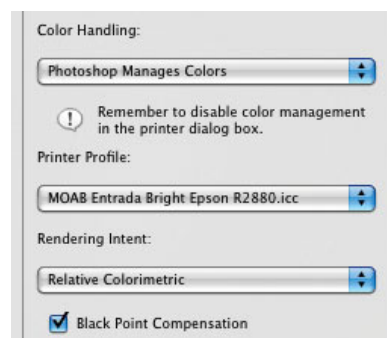 Color Handling:
Photoshop Manages Colors
Remember to disable color management
in the printer dialog box.
Printer Profile:
MOAB Entrada Bright Epson R2880.icc
Rendering Intent:
Relative Colorimetric
Black Point Compensation